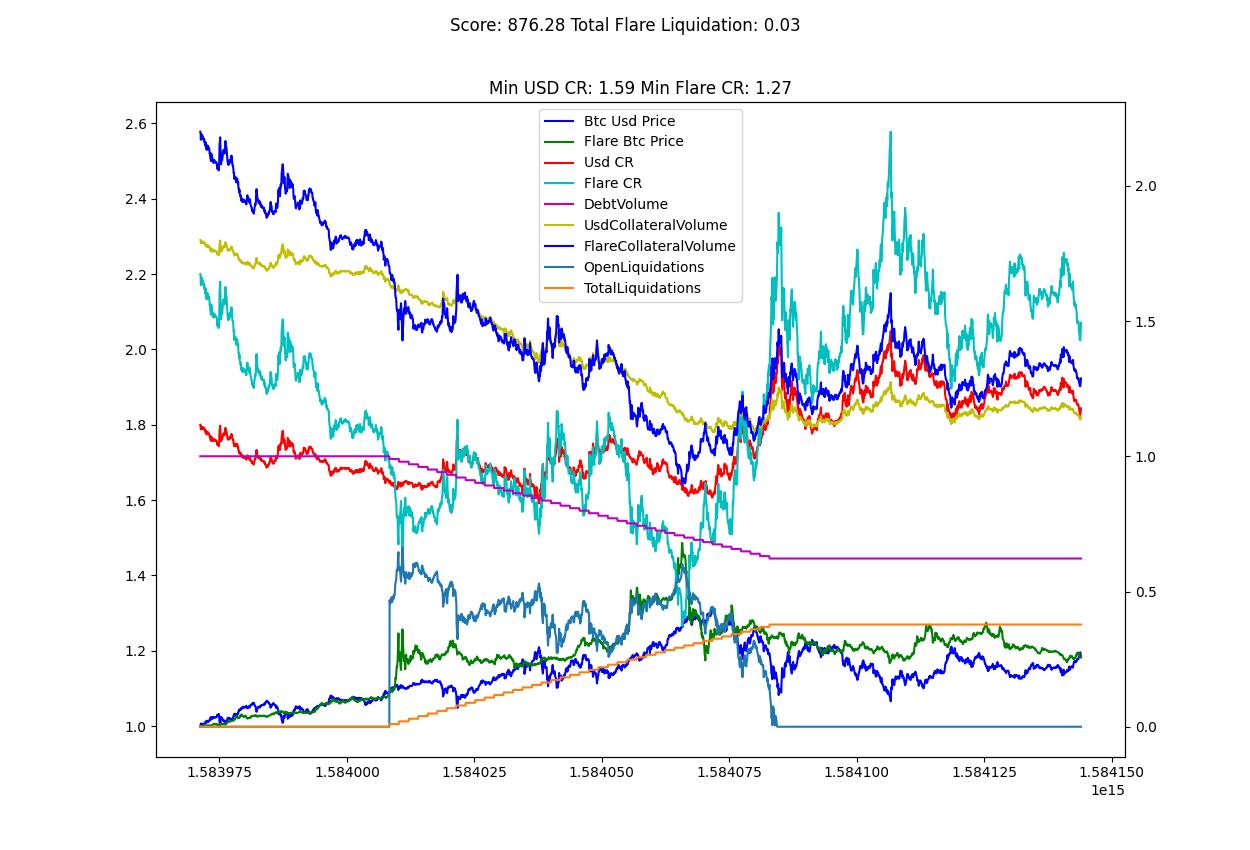 Score: 876.28 Total Flare Liquidation: 0.03
Min USD CR: 1.59 Min Flare CR: 1.27
Btc Usd Price
Flare Btc Price
Usd CR
Flare CR
DebtVolume
UsdCollateralVolume
FlareCollateralVolume
OpenLiquidations
TotalLiquidations
2.6
2.4
2.2
2.0
1.8
1.6
1.4
1.2
1.0
2.0
1.5
1.0
0.5
0.0
1.583975 1.584000 1.584025 1.584050 1.584075 1.584100 1.584125 1.584150
1e15